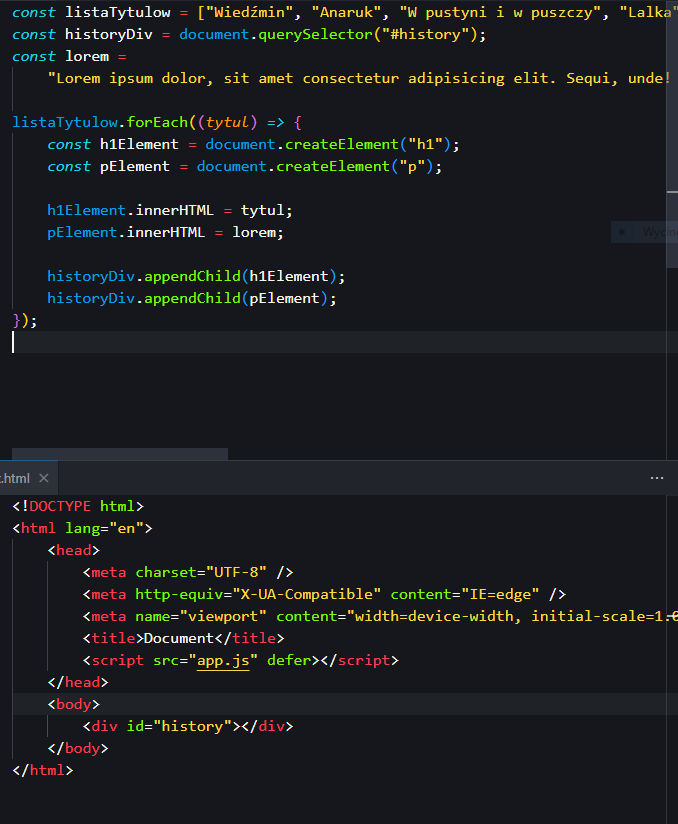 const listaTytulow = ["Wiedźmin", "Anaruk", "W pustyni i w puszczy", "Lalka"
const historyDiv = document.querySelector("#history");
const lorem =
"Lorem ipsum dolor, sit amet consectetur adipisicing elit. Sequi, unde!
listaTytulow.forEach((tytul) => {
const h1Element = document.createElement("h1");
const pElement = document.createElement("p");
h1Element.innerHTML = tytul;
pElement.innerHTML = lorem;
historyDiv.appendChild(h1Element);
historyDiv.appendChild(pElement);
});
.html
<!DOCTYPE html>
<html lang="en">
<head>
<meta charset="UTF-8" />
<meta http-equiv="X-UA-Compatible" content="IE=edge" />
<meta name="viewport" content="width=device-width, initial-scale=1.0
<title>Document</title>
<script src="app.js" defer></script>
</head>
<body>
<div id="history"></div>
</body>
</html>